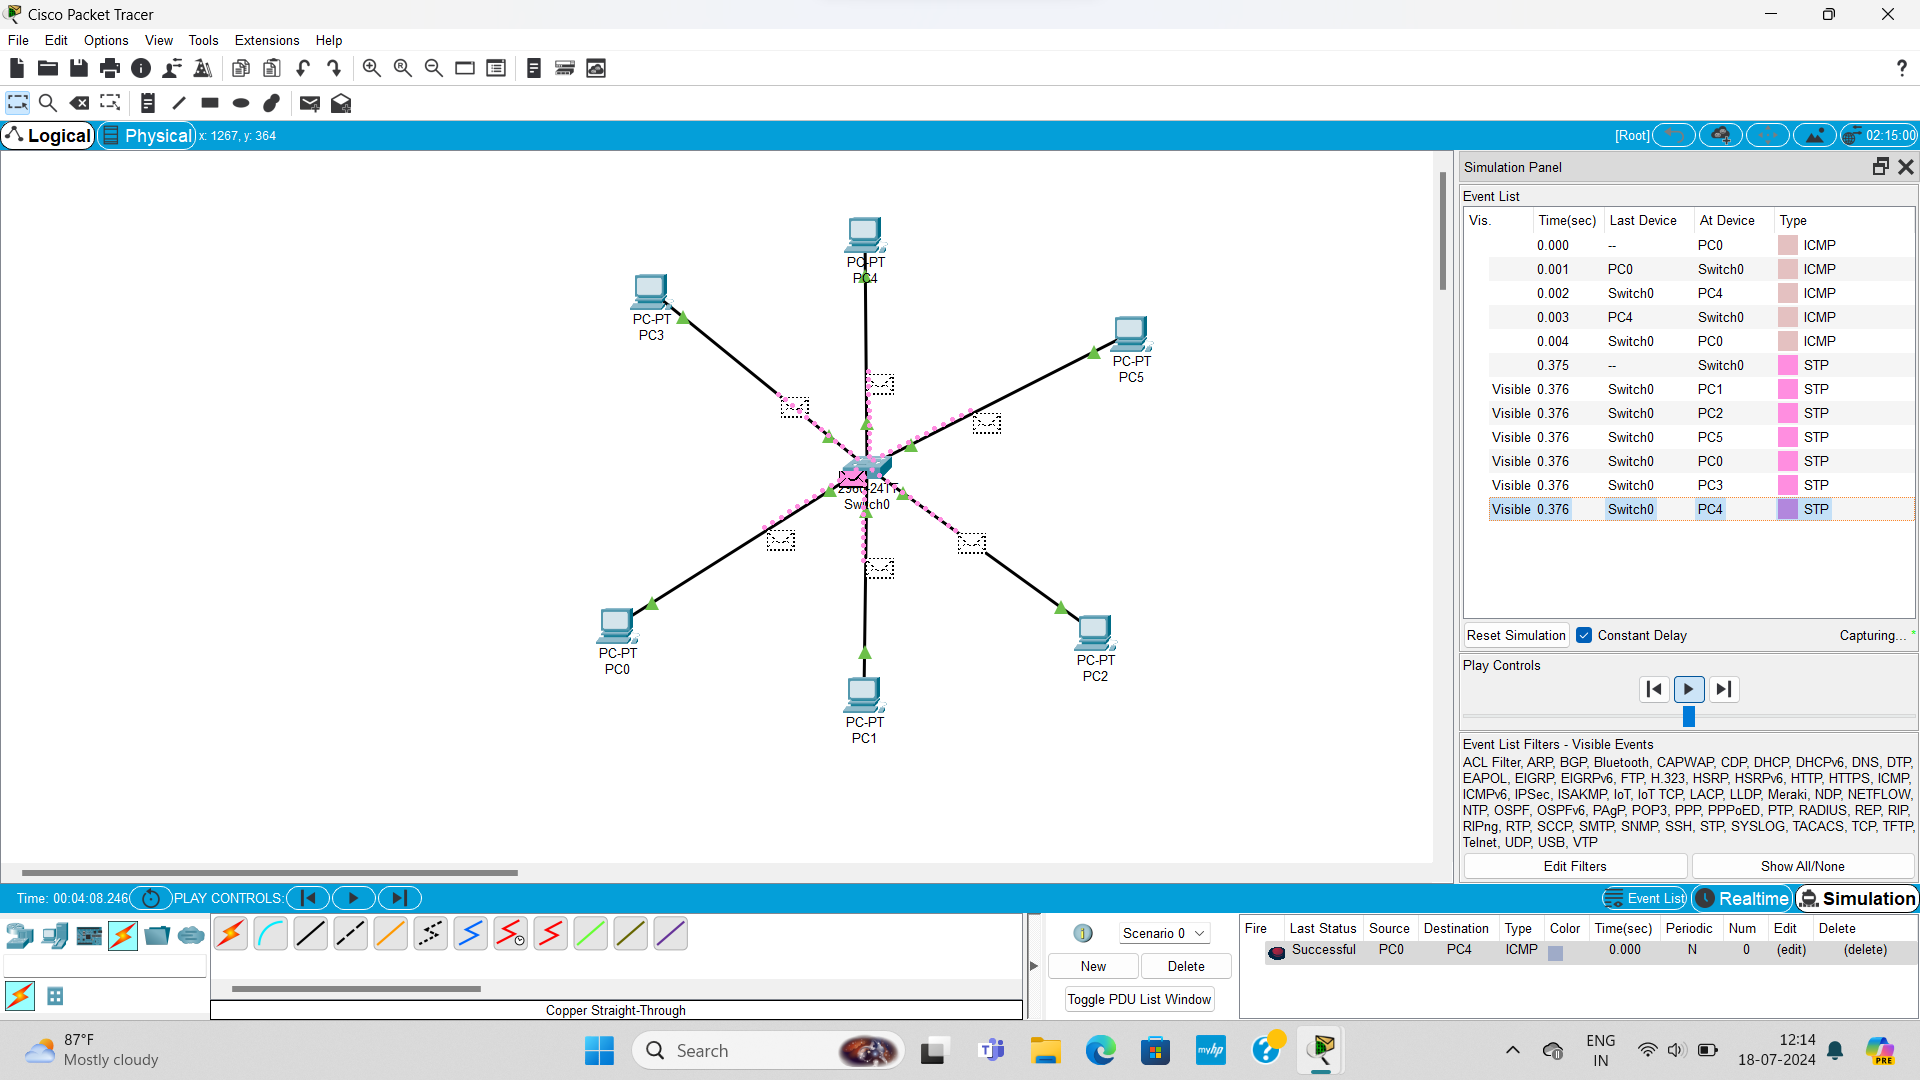 Cisco Packet Tracer
File Edit Options View Tools Extensions Help
?
Logical Physical x: 1267, y: 364 [Root] 02:15:00
PC-PT
PC4
PC-PT
PC3
PC-PT
PC5
Switch0
PC-PT
PC0
PC-PT
PC2
PC-PT
PC1
Simulation Panel
Event List
Vis. Time(sec) Last Device At Device Type
0.000 -- PC0 ICMP
0.001 PC0 Switch0 ICMP
0.002 Switch0 PC4 ICMP
0.003 PC4 Switch0 ICMP
0.004 Switch0 PC0 ICMP
0.375 -- Switch0 STP
Visible 0.376 Switch0 PC1 STP
Visible 0.376 Switch0 PC2 STP
Visible 0.376 Switch0 PC5 STP
Visible 0.376 Switch0 PC0 STP
Visible 0.376 Switch0 PC3 STP
Visible 0.376 Switch0 PC4 STP
Reset Simulation Constant Delay Capturing...
Play Controls
Event List Filters - Visible Events
ACL Filter, ARP, BGP, Bluetooth, CAPWAP, CDP, DHCP, DHCPv6, DNS, DTP,
EAPOL, EIGRP, EIGRPv6, FTP, H.323, HSRP, HSRPv6, HTTP, HTTPS, ICMP,
ICMPv6, IPSec, ISAKMP, IoT, IoT TCP, LACP, LLDP, Meraki, NDP, NETFLOW,
NTP, OSPF, OSPFv6, PAgP, POP3, PPP, PPPoED, PTP, RADIUS, REP, RIP,
RIPng, RTP, SCCP, SMTP, SNMP, SSH, STP, SYSLOG, TACACS, TCP, TFTP,
Telnet, UDP, USB, VTP
Edit Filters Show All/None
Time: 00:04:08.246 PLAY CONTROLS: Event List Realtime Simulation
Copper Straight-Through
1 Scenario 0
New Delete
Toggle PDU List Window
Fire Last Status Source Destination Type Color Time(sec) Periodic Num Edit Delete
Successful PC0 PC4 ICMP 0.000 N 0 (edit) (delete)
87°F
Mostly cloudy
Search
myhp
ENG
IN
12:14
18-07-2024
PRE